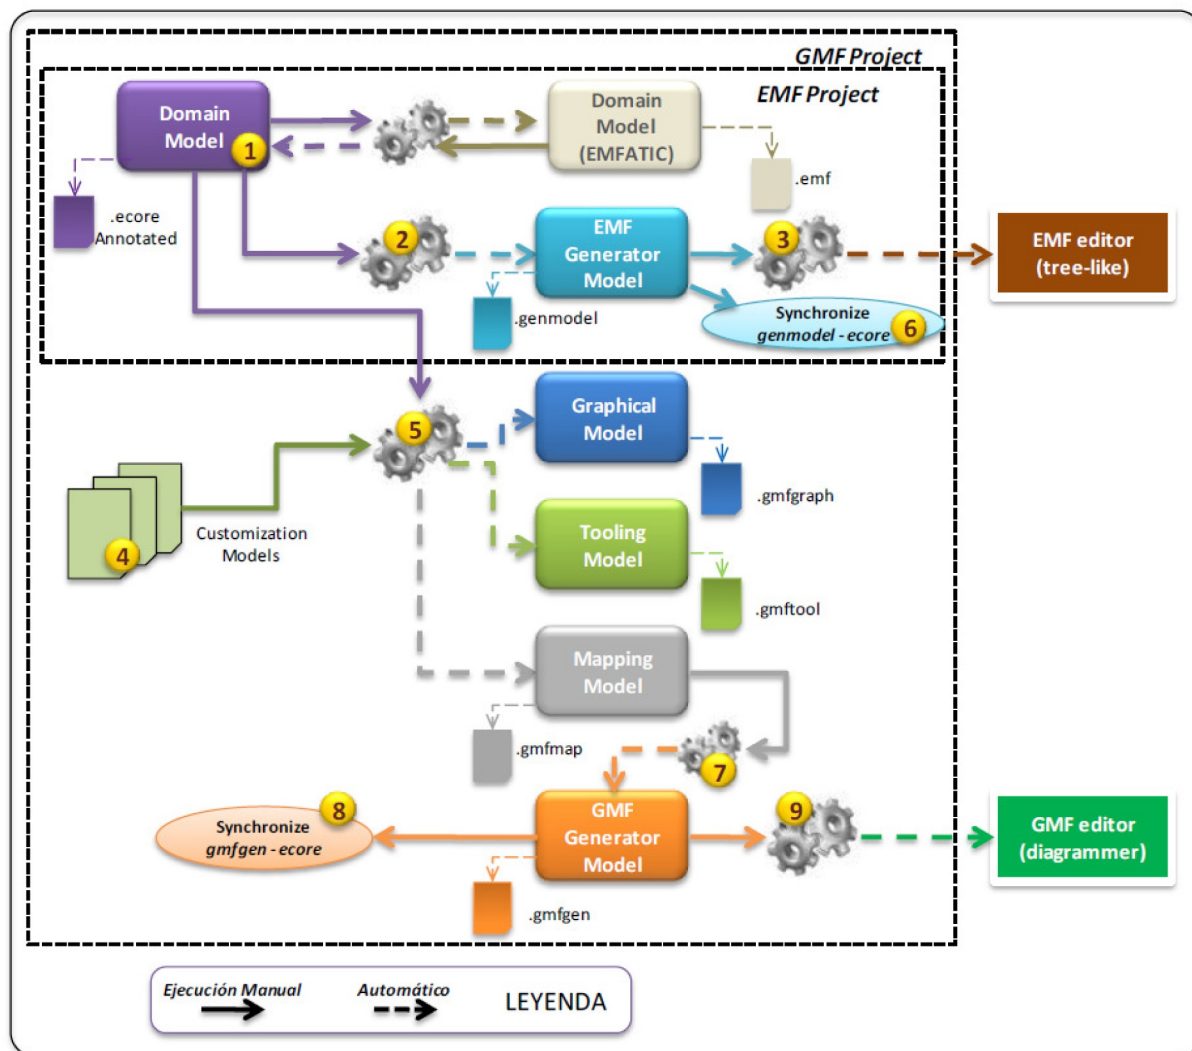 GMF Project
EMF Project
Domain
Model
1
Domain
Model
(EMFATIC)
.ecore
Annotated
.emf
2
EMF
Generator
Model
3
EMF editor
(tree-like)
.genmodel
Synchronize
genmodel - ecore
6
5
Graphical
Model
.gmfgraph
4
Customization
Models
Tooling
Model
.gmftool
Mapping
Model
.gmfmap
7
8
Synchronize
gmfgen - ecore
GMF
Generator
Model
9
GMF editor
(diagrammer)
.gmfgen
Ejecución Manual
Automático
LEYENDA